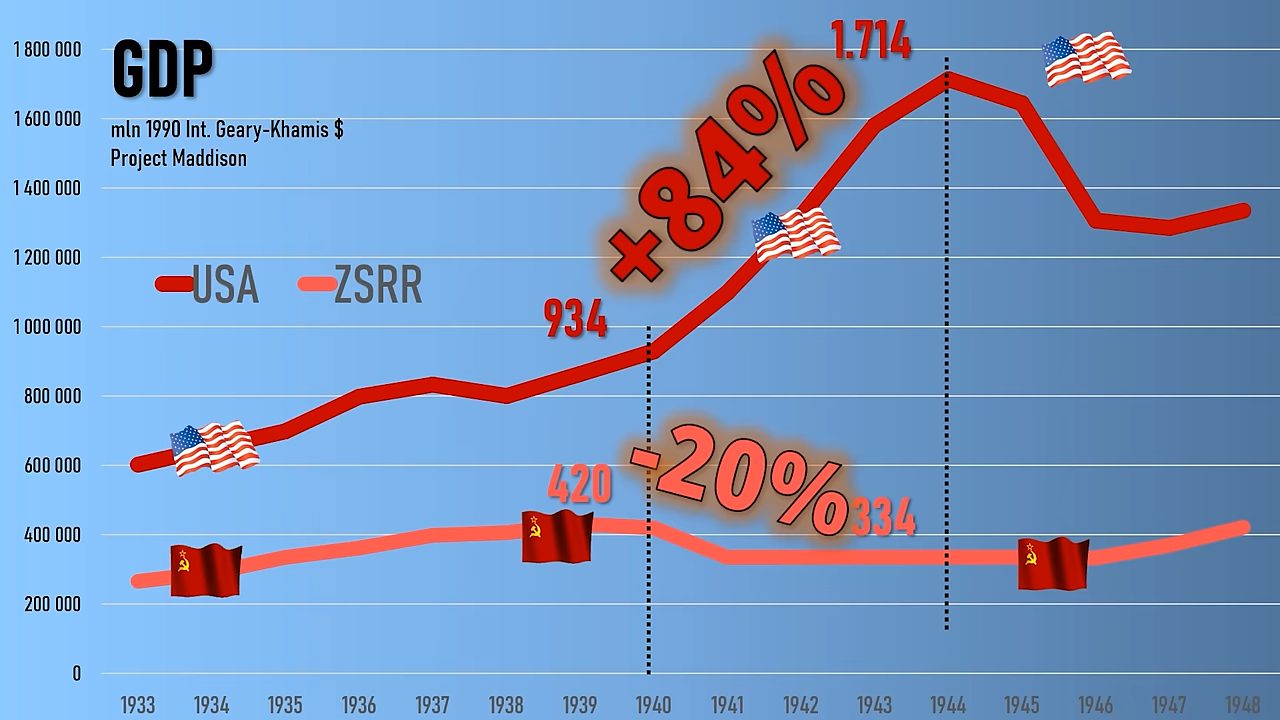 GDP
mln 1990 Int. Geary-Khamis $
Project Maddison
1 800 000
1 600 000
1 400 000
1 200 000
1 000 000
800 000
600 000
400 000
200 000
0
USA
ZSRR
934
+84%
1.714
420
-20%
334
1933 1934 1935 1936 1937 1938 1939 1940 1941 1942 1943 1944 1945 1946 1947 1948